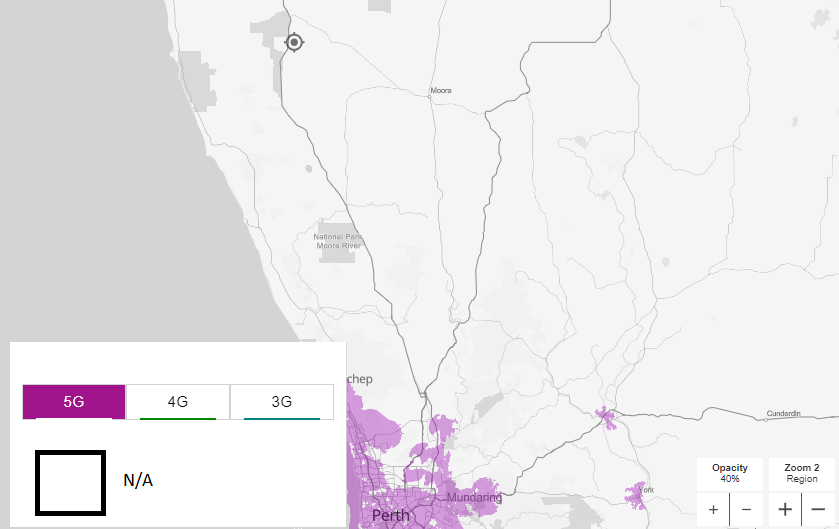 Moora
National Park
Moore River
chep
5G
4G
3G
N/A
Cunderdin
York
Mundaring
Perth
Opacity
40%
+
−
Zoom 2
Region
+
−